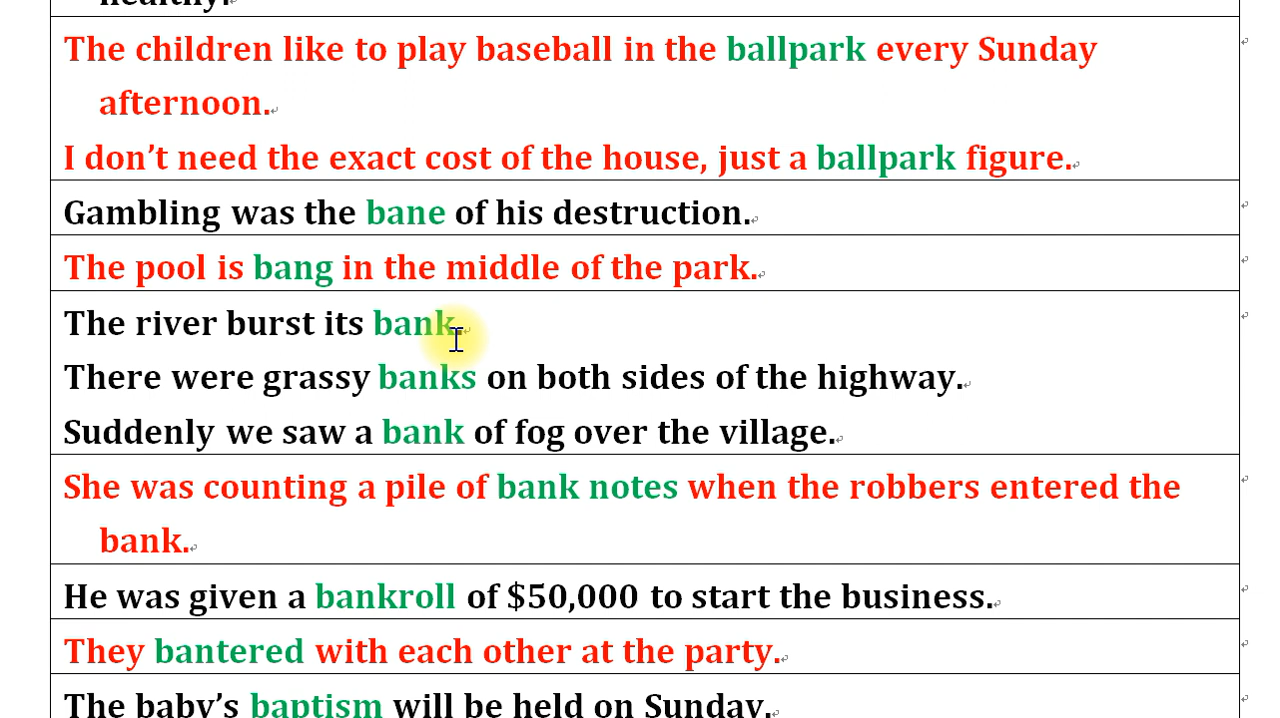 healthy.
The children like to play baseball in the ballpark every Sunday
afternoon.
I don’t need the exact cost of the house, just a ballpark figure.
Gambling was the bane of his destruction.
The pool is bang in the middle of the park.
The river burst its bank.
There were grassy banks on both sides of the highway.
Suddenly we saw a bank of fog over the village.
She was counting a pile of bank notes when the robbers entered the
bank.
He was given a bankroll of $50,000 to start the business.
They bantered with each other at the party.
The baby’s baptism will be held on Sunday.